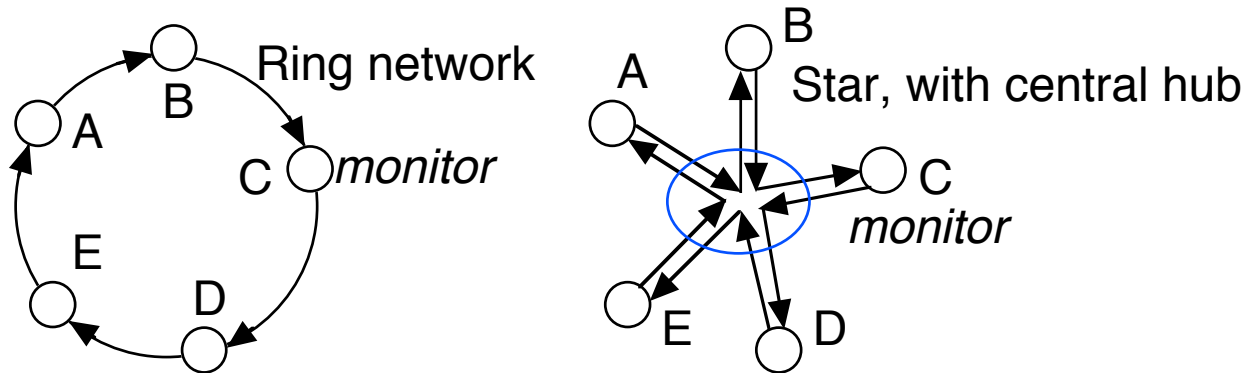 B
Ring network
A
C
monitor
E
D
B
A
Star, with central hub
C
monitor
E
D